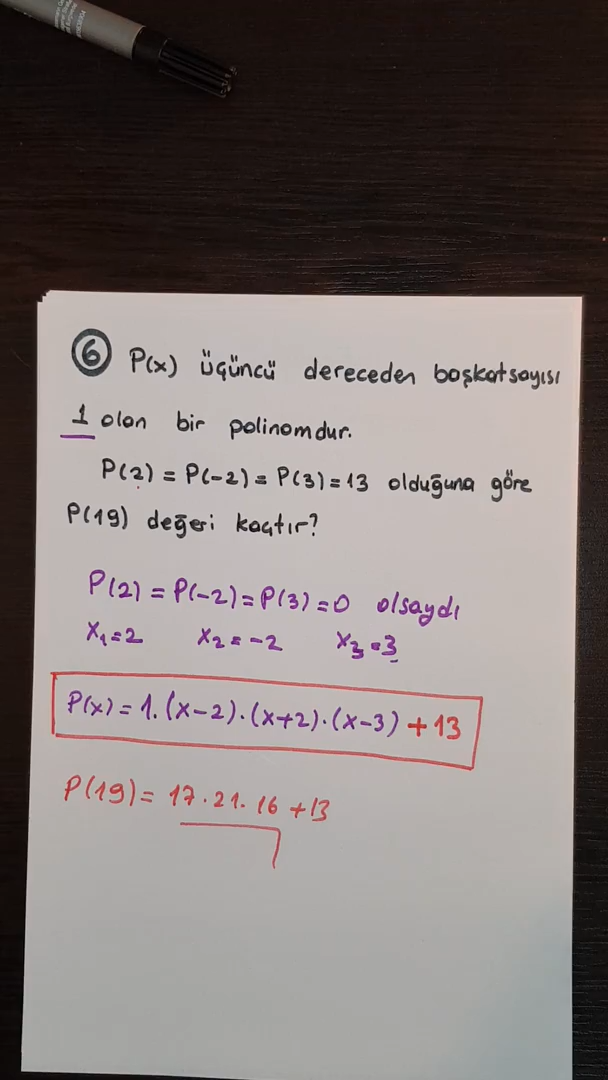 6 P(x) üçüncü dereceden başkatsayısı
1 olan bir polinomdur.
P(2) = P(-2) = P(3) = 13 olduğuna göre
P(19) değeri kaçtır?
P(2) = P(-2) = P(3) = 0 olsaydı
x₁=2 x₂=-2 x₃=3
P(x) = 1.(x-2).(x+2).(x-3) + 13
P(19) = 17.21.16 + 13